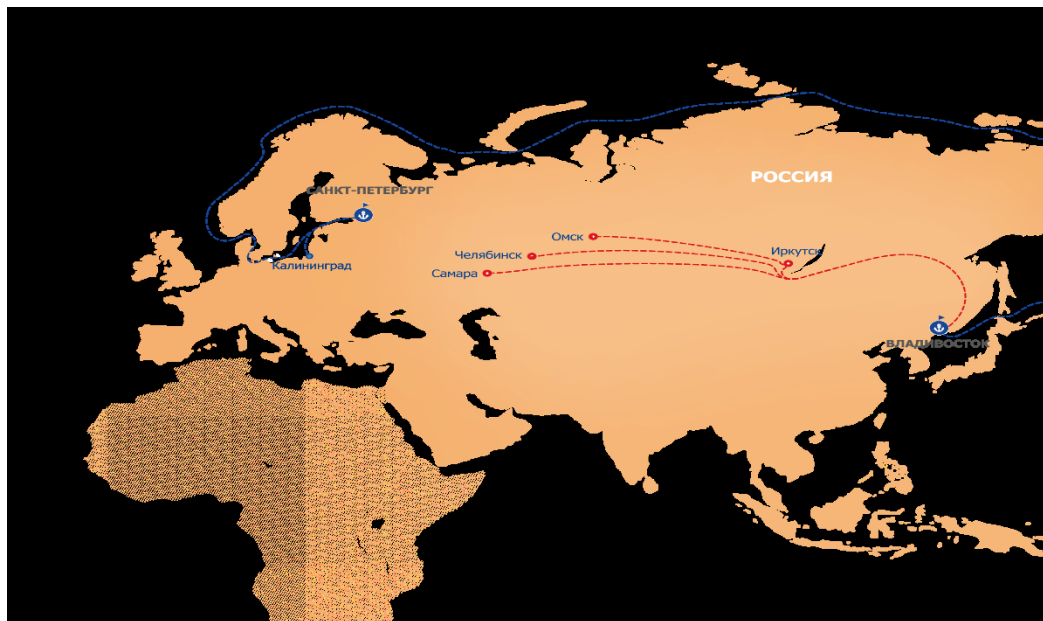 РОССИЯ
САНКТ-ПЕТЕРБУРГ
Омск
Челябинск
Иркутск
Калининград
Самара
ВЛАДИВОСТОК